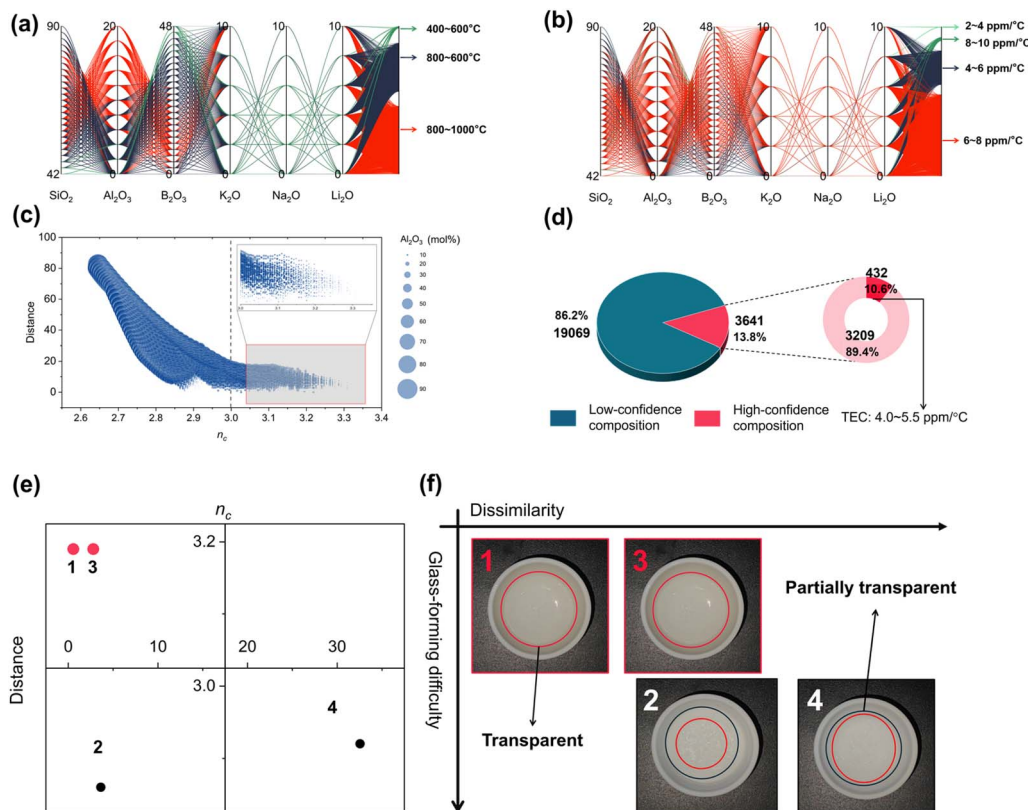 (a)
90
20
48
10
10
10
400~600°C
800~600°C
800~1000°C
42
0
0
0
0
0
SiO₂
Al₂O₃
B₂O₃
K₂O
Na₂O
Li₂O
(b)
90
20
48
10
10
10
2~4 ppm/°C
8~10 ppm/°C
4~6 ppm/°C
6~8 ppm/°C
42
0
0
0
0
0
SiO₂
Al₂O₃
B₂O₃
K₂O
Na₂O
Li₂O
(c)
100
80
60
40
20
0
Distance
2.6
2.7
2.8
2.9
3.0
3.1
3.2
3.3
3.4
n_c
Al₂O₃ (mol%)
10
20
30
40
50
60
70
80
90
(d)
86.2%
19069
3641
13.8%
432
10.6%
3209
89.4%
Low-confidence
composition
High-confidence
composition
TEC: 4.0~5.5 ppm/°C
(e)
n_c
3.2
1
3
0
10
20
30
3.0
4
2
Distance
(f)
Dissimilarity
Glass-forming difficulty
1
3
Partially transparent
2
4
Transparent